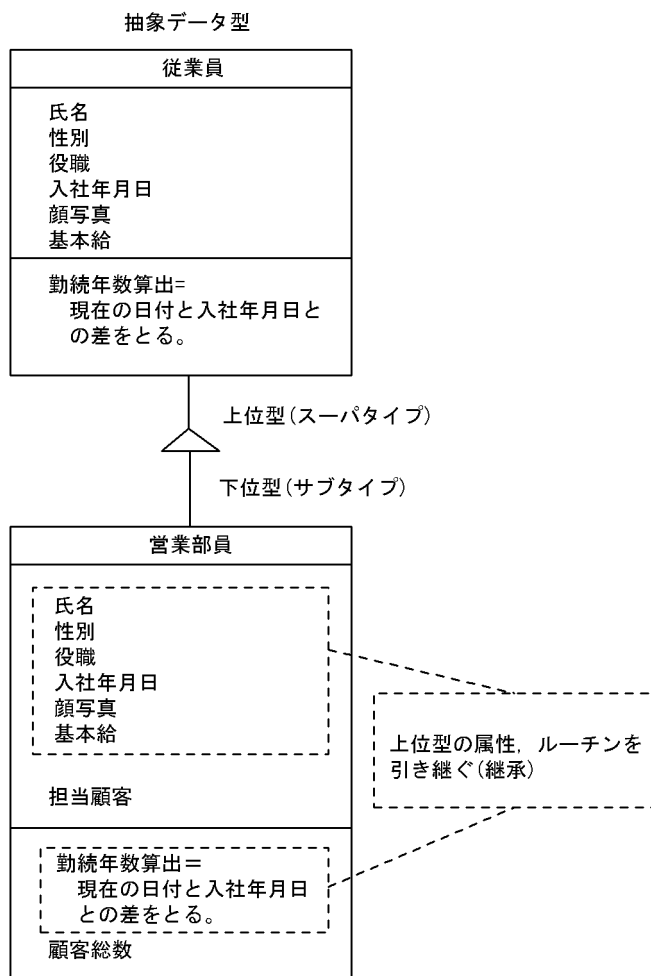 抽象データ型
従業員
氏名
性別
役職
入社年月日
顔写真
基本給
勤続年数算出=
現在の日付と入社年月日と
の差をとる。
上位型(スーパタイプ)
下位型(サブタイプ)
営業部員
氏名
性別
役職
入社年月日
顔写真
基本給
担当顧客
上位型の属性，ルーチンを
引き継ぐ(継承)
勤続年数算出＝
現在の日付と入社年月日
との差をとる。
顧客総数